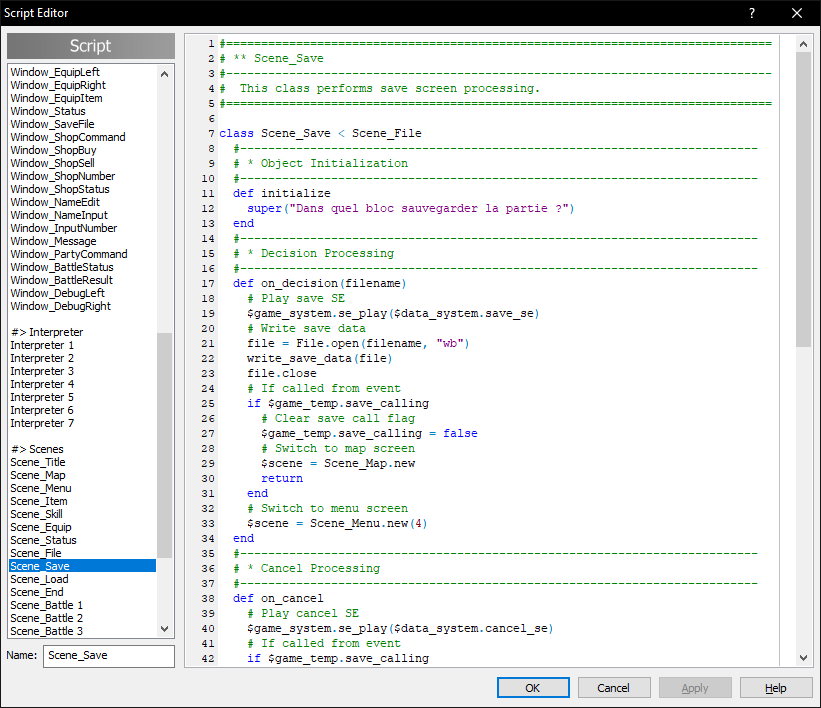 Script Editor
Script
Window_EquipLeft
Window_EquipRight
Window_EquipItem
Window_Status
Window_SaveFile
Window_ShopCommand
Window_ShopBuy
Window_ShopSell
Window_ShopNumber
Window_ShopStatus
Window_NameEdit
Window_NameInput
Window_InputNumber
Window_Message
Window_PartyCommand
Window_BattleStatus
Window_BattleResult
Window_DebugLeft
Window_DebugRight
#> Interpreter
Interpreter 1
Interpreter 2
Interpreter 3
Interpreter 4
Interpreter 5
Interpreter 6
Interpreter 7
#> Scenes
Scene_Title
Scene_Map
Scene_Menu
Scene_Item
Scene_Skill
Scene_Equip
Scene_Status
Scene_File
Scene_Save
Scene_Load
Scene_End
Scene_Battle 1
Scene_Battle 2
Scene_Battle 3
Name: Scene_Save
1 #==============================================================================
2 # ** Scene_Save
3 #------------------------------------------------------------------------------
4 #  This class performs save screen processing.
5 #==============================================================================
6
7 class Scene_Save < Scene_File
8   #--------------------------------------------------------------------------
9   # * Object Initialization
10   #--------------------------------------------------------------------------
11   def initialize
12     super("Dans quel bloc sauvegarder la partie ?")
13   end
14   #--------------------------------------------------------------------------
15   # * Decision Processing
16   #--------------------------------------------------------------------------
17   def on_decision(filename)
18     # Play save SE
19     $game_system.se_play($data_system.save_se)
20     # Write save data
21     file = File.open(filename, "wb")
22     write_save_data(file)
23     file.close
24     # If called from event
25     if $game_temp.save_calling
26       # Clear save call flag
27       $game_temp.save_calling = false
28       # Switch to map screen
29       $scene = Scene_Map.new
30       return
31     end
32     # Switch to menu screen
33     $scene = Scene_Menu.new(4)
34   end
35   #--------------------------------------------------------------------------
36   # * Cancel Processing
37   #--------------------------------------------------------------------------
38   def on_cancel
39     # Play cancel SE
40     $game_system.se_play($data_system.cancel_se)
41     # If called from event
42     if $game_temp.save_calling
OK
Cancel
Apply
Help